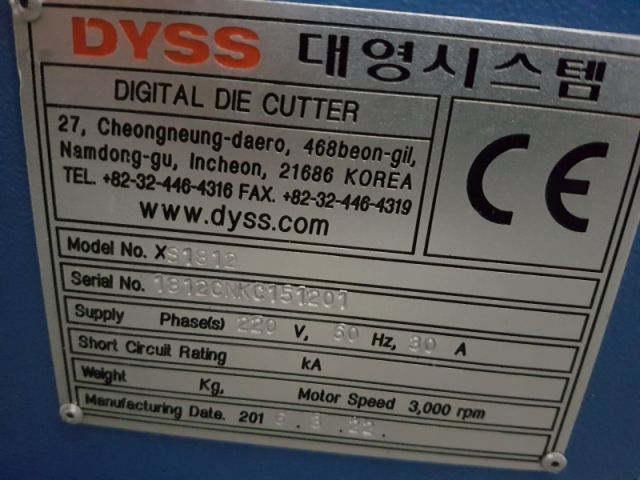 DYSS 대영시스템
DIGITAL DIE CUTTER
27, Cheongneung-daero, 468beon-gil,
Namdong-gu, Incheon, 21686 KOREA
TEL. +82-32-446-4316 FAX. +82-32-446-4319
www.dyss.com
CE
Model No. XS1812
Serial No. 1812CNKC151201
Supply Phase(s) 220 V, 60 Hz, 30 A
Short Circuit Rating kA
Weight Kg, Motor Speed 3,000 rpm
Manufacturing Date. 201 . 3 . 22.